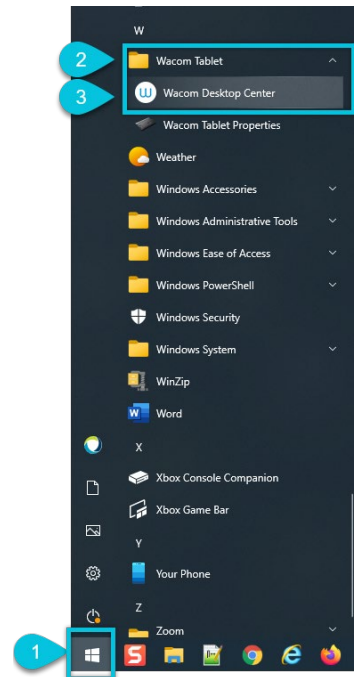 W
2
Wacom Tablet
3
Wacom Desktop Center
Wacom Tablet Properties
Weather
Windows Accessories
Windows Administrative Tools
Windows Ease of Access
Windows PowerShell
Windows Security
Windows System
WinZip
Word
X
Xbox Console Companion
Xbox Game Bar
Y
Your Phone
Z
Zoom
1